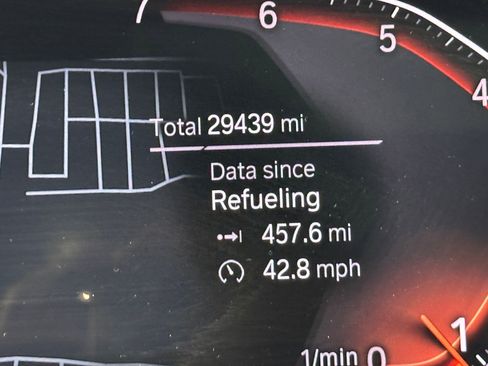 7
6
5
4
Total 29439 mi
Data since
Refueling
457.6 mi
42.8 mph
1
1/min 0